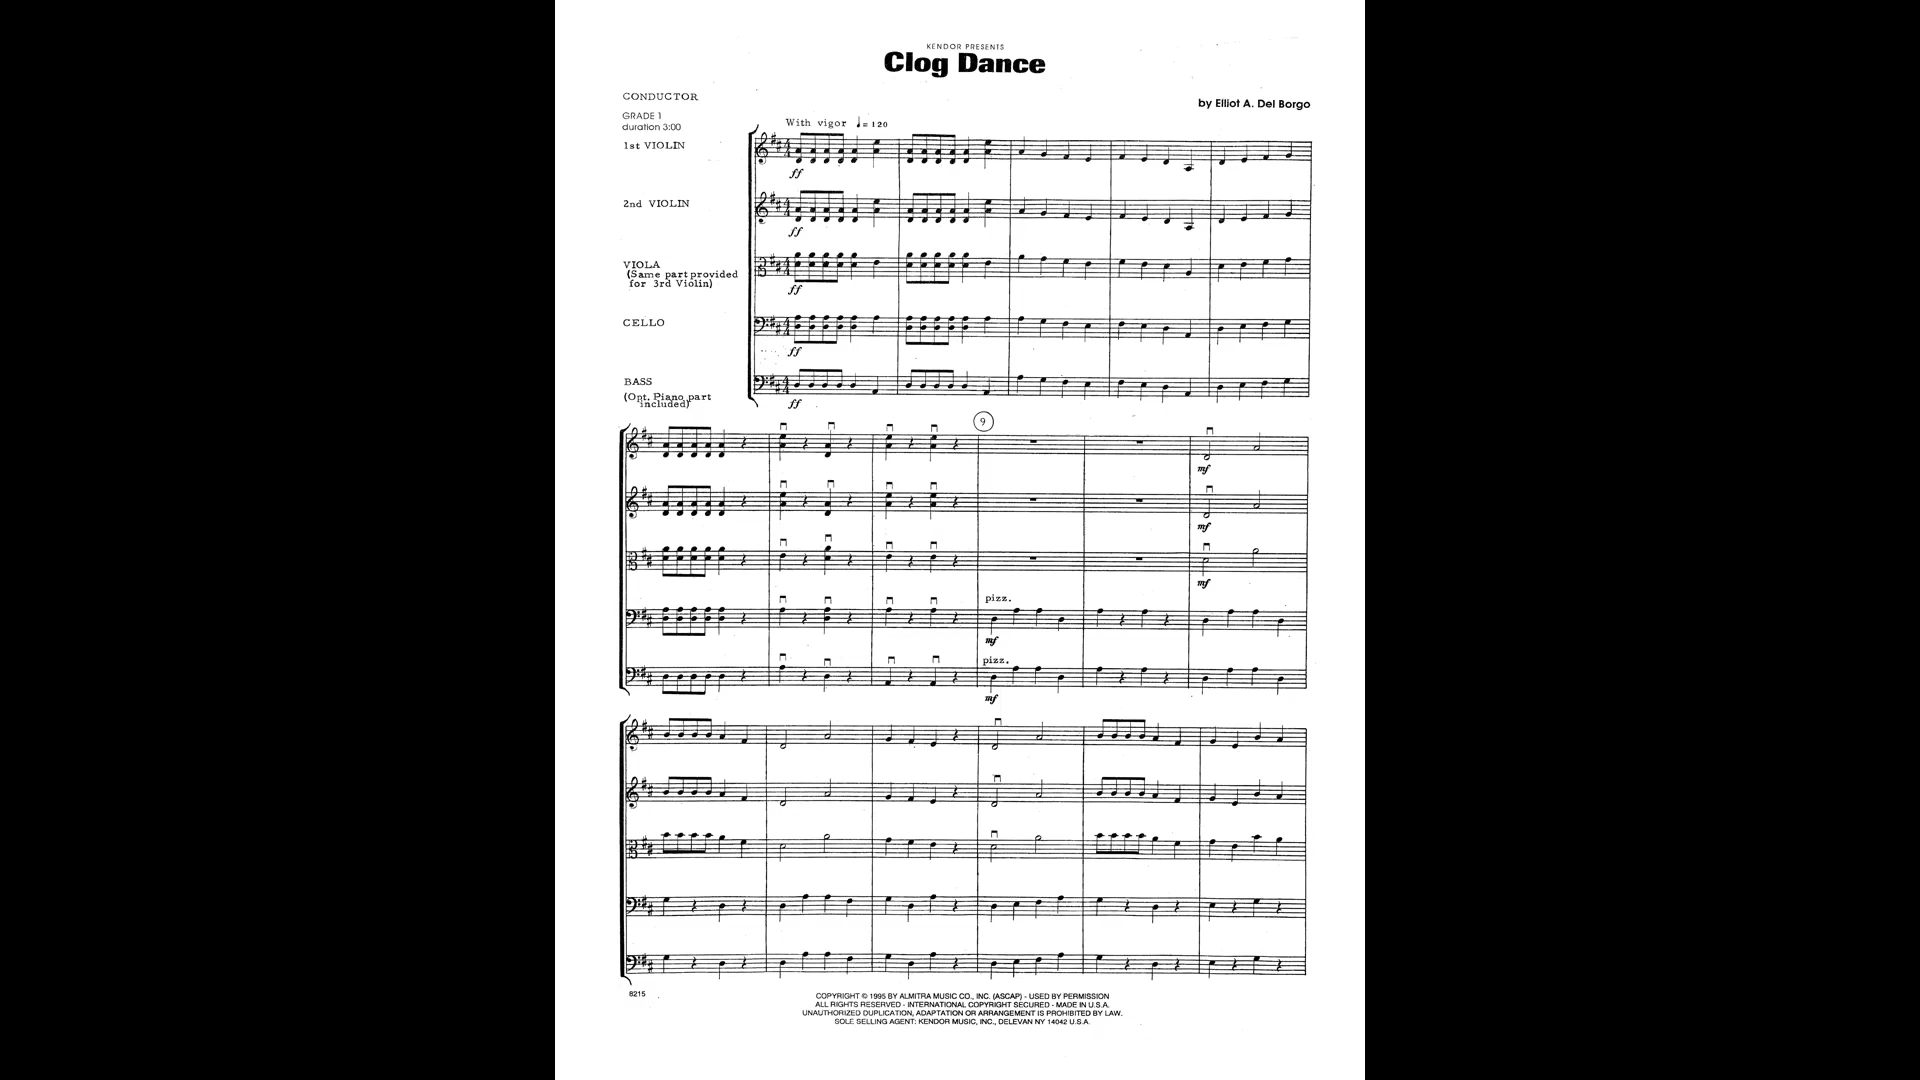 KENDOR PRESENTS
Clog Dance
CONDUCTOR
by Elliot A. Del Borgo
GRADE 1
duration 3:00
With vigor ♩= 120
1st VIOLIN
ff
2nd VIOLIN
ff
VIOLA
(Same part provided
for 3rd Violin)
ff
CELLO
ff
BASS
(Opt. Piano part
included)
ff
9
mf
mf
mf
pizz.
mf
pizz.
mf
8215
COPYRIGHT © 1995 BY ALMITRA MUSIC CO., INC. (ASCAP) - USED BY PERMISSION
ALL RIGHTS RESERVED - INTERNATIONAL COPYRIGHT SECURED - MADE IN U.S.A.
UNAUTHORIZED DUPLICATION, ADAPTATION OR ARRANGEMENT IS PROHIBITED BY LAW.
SOLE SELLING AGENT: KENDOR MUSIC, INC., DELEVAN NY 14042 U.S.A.